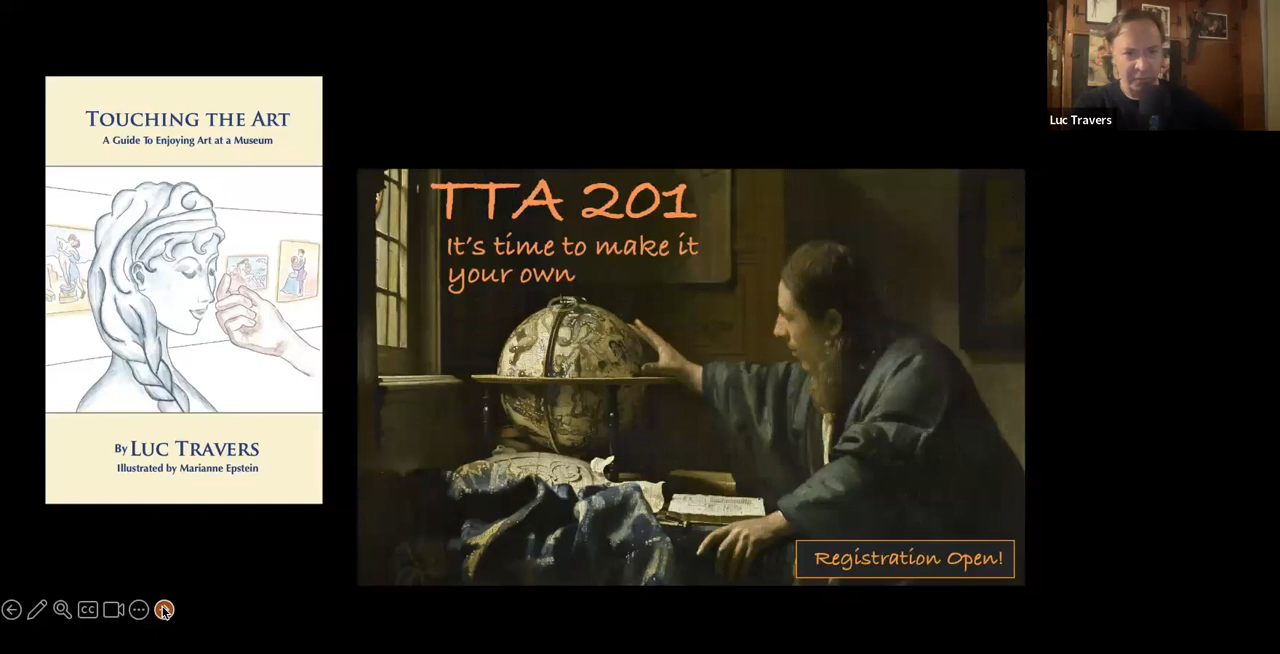 TOUCHING THE ART
A Guide To Enjoying Art at a Museum
By LUC TRAVERS
Illustrated by Marianne Epstein
TTA 201
It's time to make it
your own
Registration Open!
Luc Travers
CC